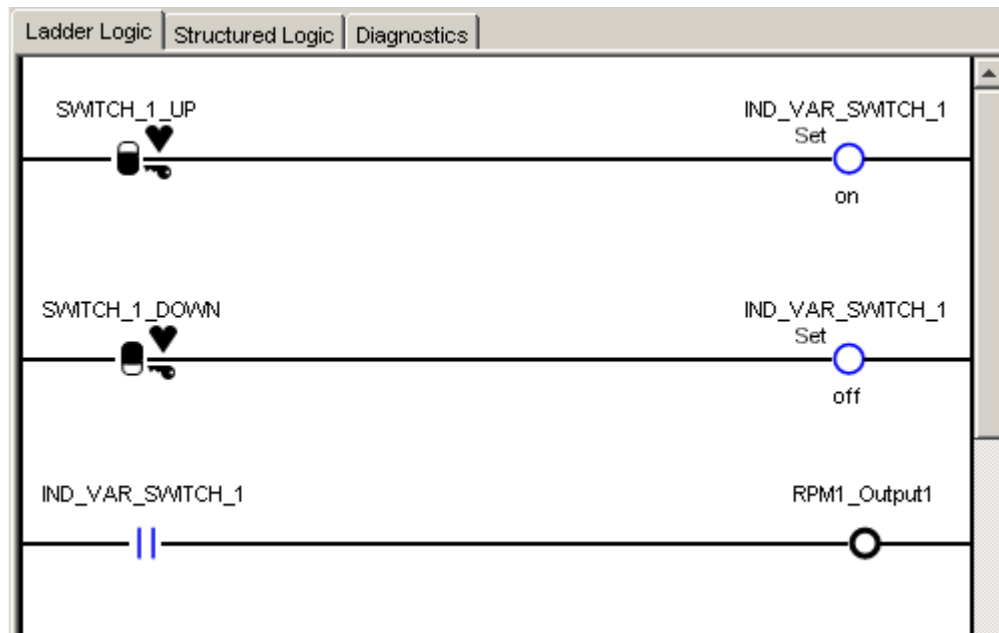 Ladder Logic Structured Logic Diagnostics
SWITCH_1_UP IND_VAR_SWITCH_1
Set
on
SWITCH_1_DOWN IND_VAR_SWITCH_1
Set
off
IND_VAR_SWITCH_1 RPM1_Output1